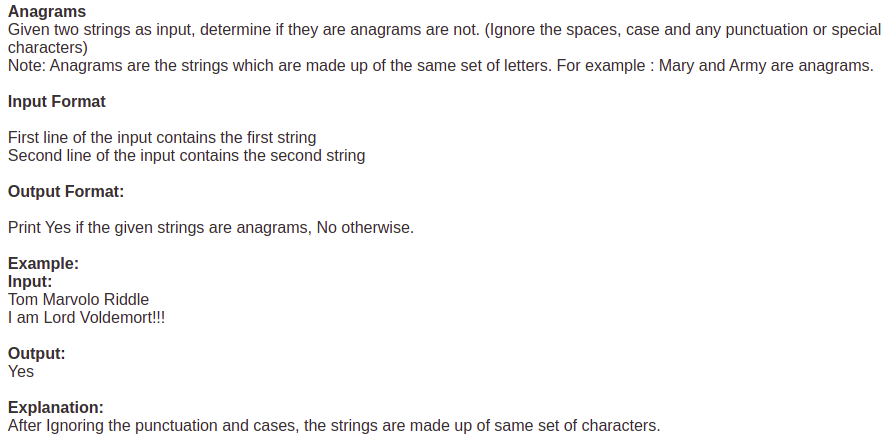 Anagrams
Given two strings as input, determine if they are anagrams are not. (Ignore the spaces, case and any punctuation or special
characters)
Note: Anagrams are the strings which are made up of the same set of letters. For example : Mary and Army are anagrams.
Input Format
First line of the input contains the first string
Second line of the input contains the second string
Output Format:
Print Yes if the given strings are anagrams, No otherwise.
Example:
Input:
Tom Marvolo Riddle
I am Lord Voldemort!!!
Output:
Yes
Explanation:
After Ignoring the punctuation and cases, the strings are made up of same set of characters.